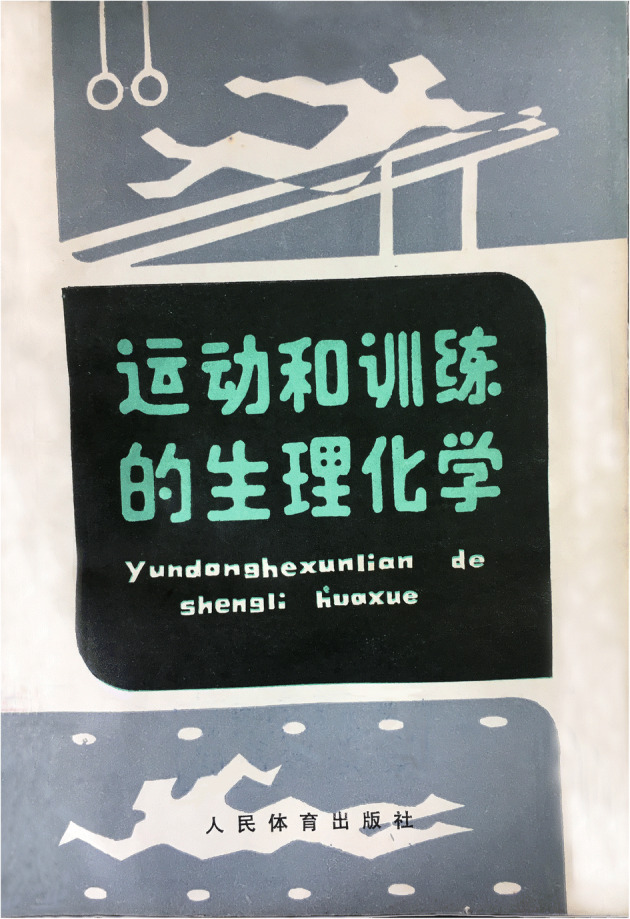 运动和训练
的生理化学
yundonghexunlian de
shengli huaxue
人民体育出版社